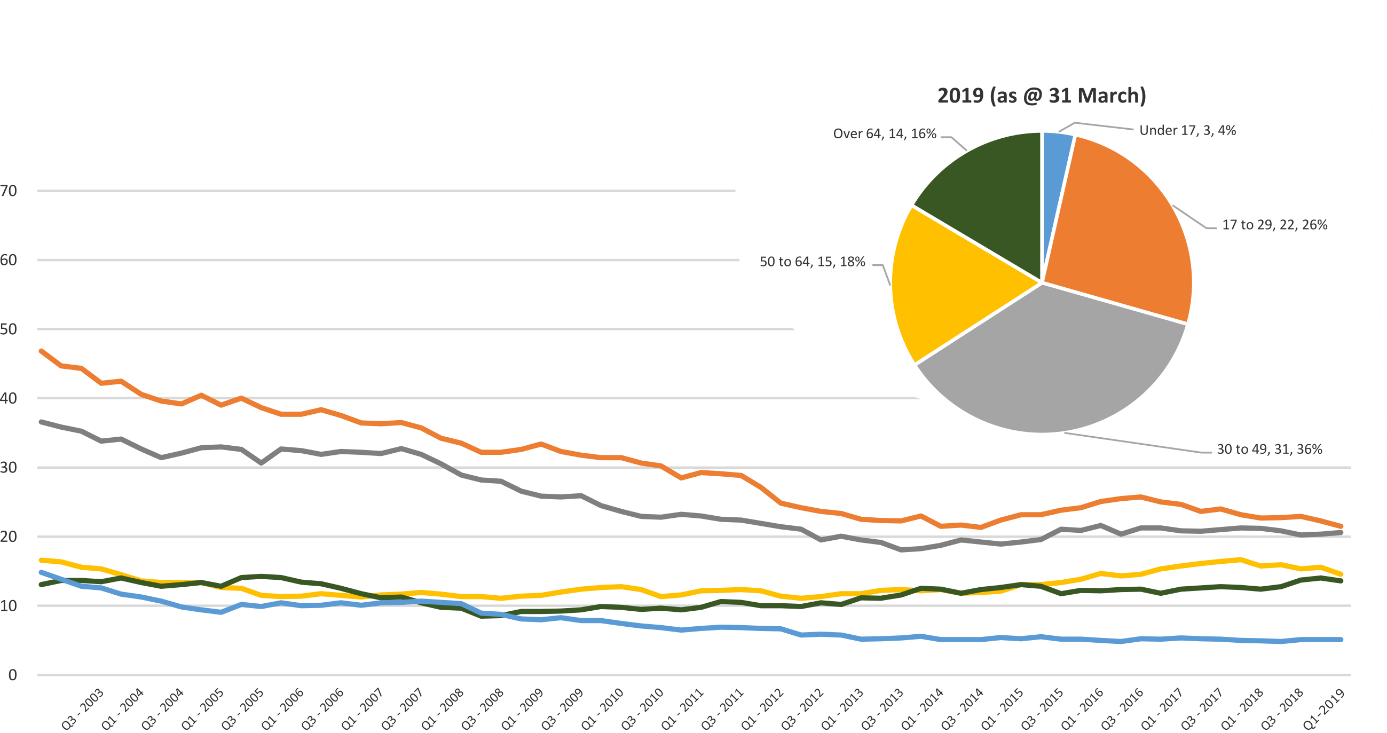 2019 (as @ 31 March)
Under 17, 3, 4%
Over 64, 14, 16%
17 to 29, 22, 26%
50 to 64, 15, 18%
30 to 49, 31, 36%
70
60
50
40
30
20
10
0
Q3 - 2003
Q1 - 2004
Q3 - 2004
Q1 - 2005
Q3 - 2005
Q1 - 2006
Q3 - 2006
Q1 - 2007
Q3 - 2007
Q1 - 2008
Q3 - 2008
Q1 - 2009
Q3 - 2009
Q1 - 2010
Q3 - 2010
Q1 - 2011
Q3 - 2011
Q1 - 2012
Q3 - 2012
Q1 - 2013
Q3 - 2013
Q1 - 2014
Q3 - 2014
Q1 - 2015
Q3 - 2015
Q1 - 2016
Q3 - 2016
Q1 - 2017
Q3 - 2017
Q1 - 2018
Q3 - 2018
Q1-2019